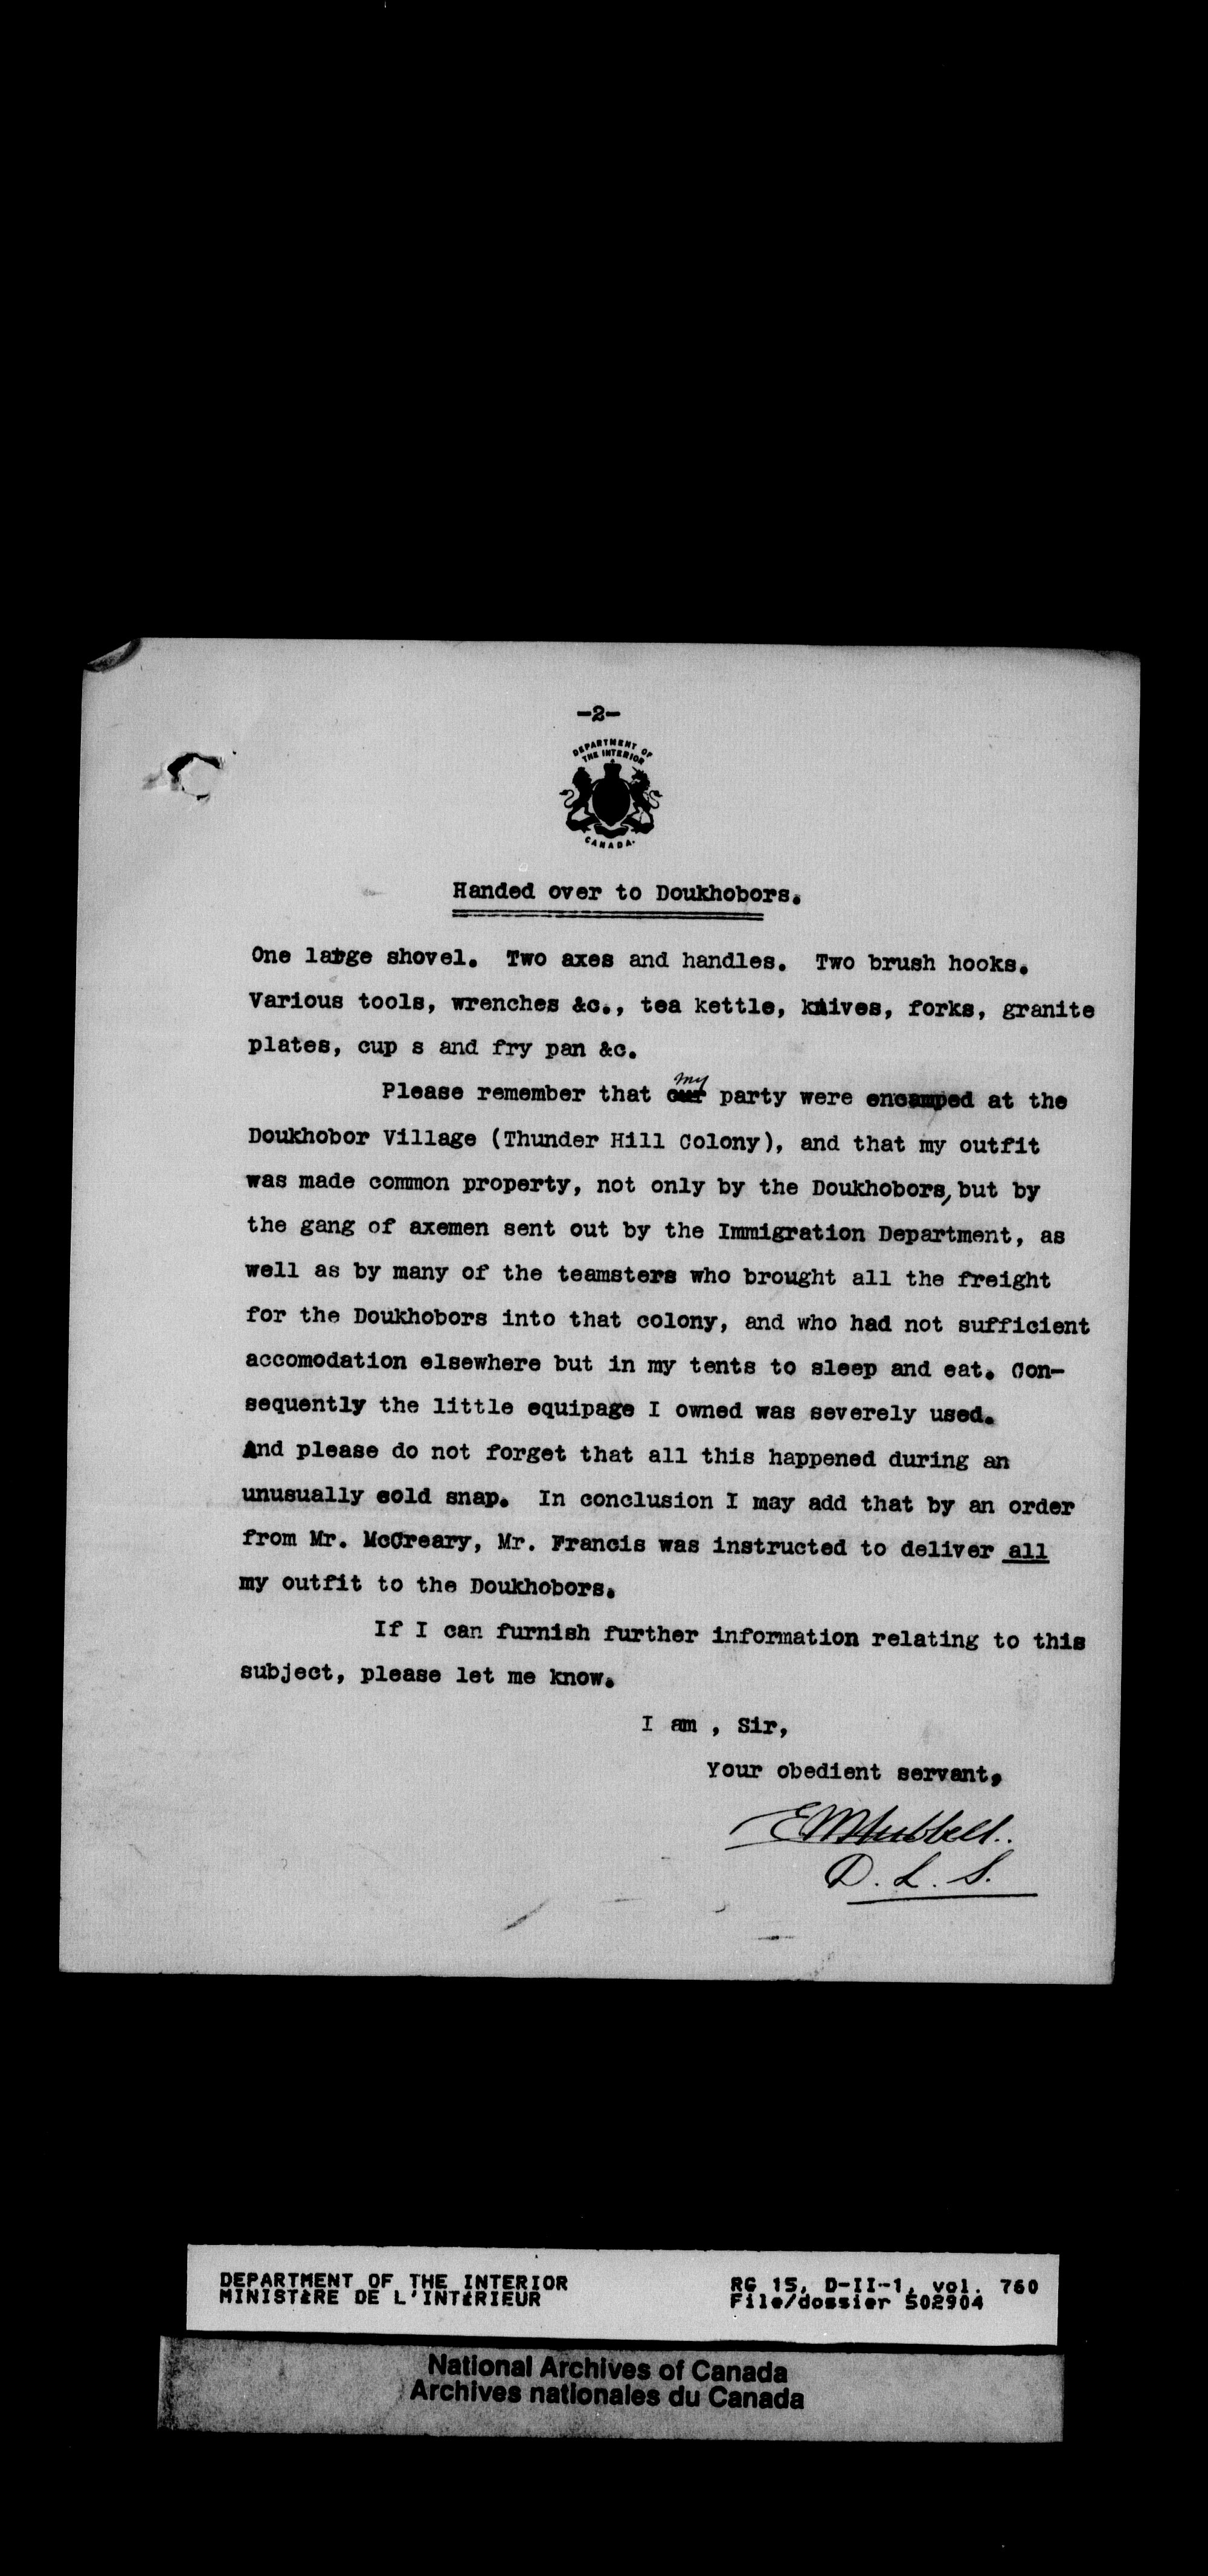 -2-
DEPARTMENT OF
THE INTERIOR
CANADA.
Handed over to Doukhobors.
One large shovel. Two axes and handles. Two brush hooks.
Various tools, wrenches &c., tea kettle, knives, forks, granite
plates, cup s and fry pan &c.
my
Please remember that our party were encamped at the
Doukhobor Village (Thunder Hill Colony), and that my outfit
was made common property, not only by the Doukhobors, but by
the gang of axemen sent out by the Immigration Department, as
well as by many of the teamsters who brought all the freight
for the Doukhobors into that colony, and who had not sufficient
accomodation elsewhere but in my tents to sleep and eat. Con-
sequently the little equipage I owned was severely used.
And please do not forget that all this happened during an
unusually cold snap. In conclusion I may add that by an order
from Mr. McCreary, Mr. Francis was instructed to deliver all
my outfit to the Doukhobors.
If I can furnish further information relating to this
subject, please let me know.
I am , Sir,
Your obedient servant,
EMHubbell.
D. L. S.
DEPARTMENT OF THE INTERIOR
MINISTÈRE DE L'INTÉRIEUR
RG 15, D-II-1, vol. 760
File/dossier 502904
National Archives of Canada
Archives nationales du Canada